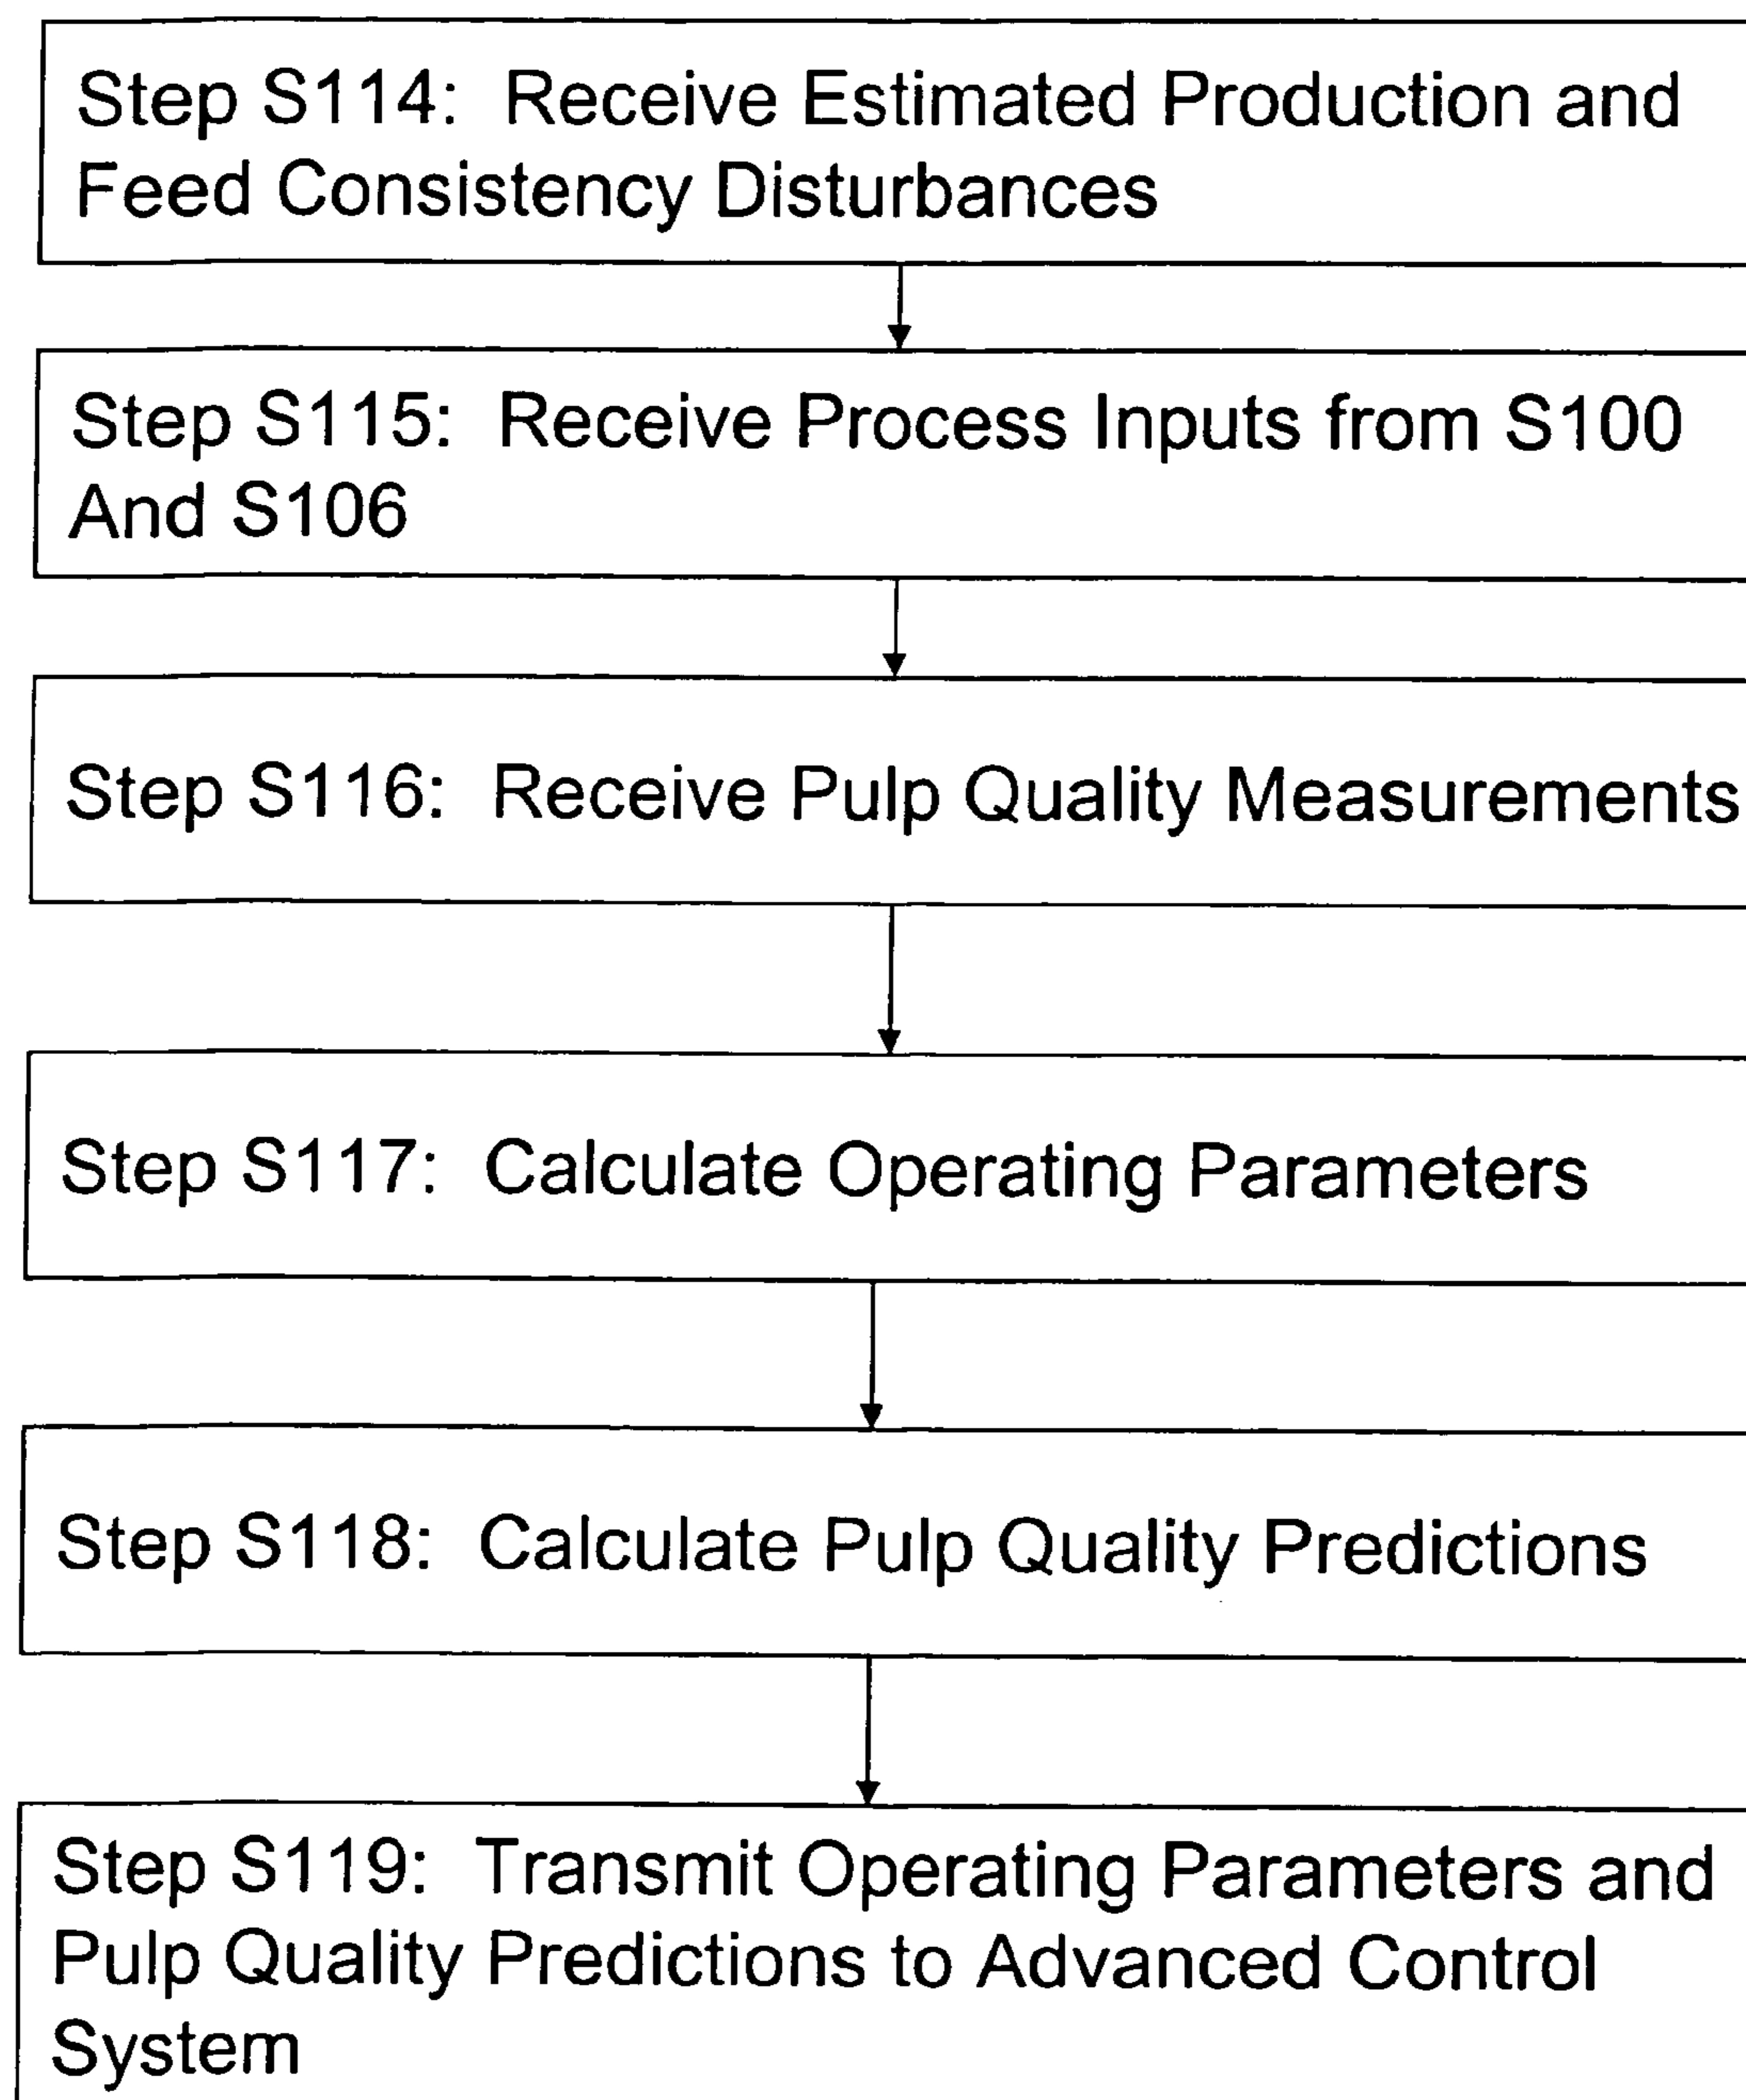 Step S114: Receive Estimated Production and
Feed Consistency Disturbances
Step S115: Receive Process Inputs from S100
And S106
Step S116: Receive Pulp Quality Measurements
Step S117: Calculate Operating Parameters
Step S118: Calculate Pulp Quality Predictions
Step S119: Transmit Operating Parameters and
Pulp Quality Predictions to Advanced Control
System